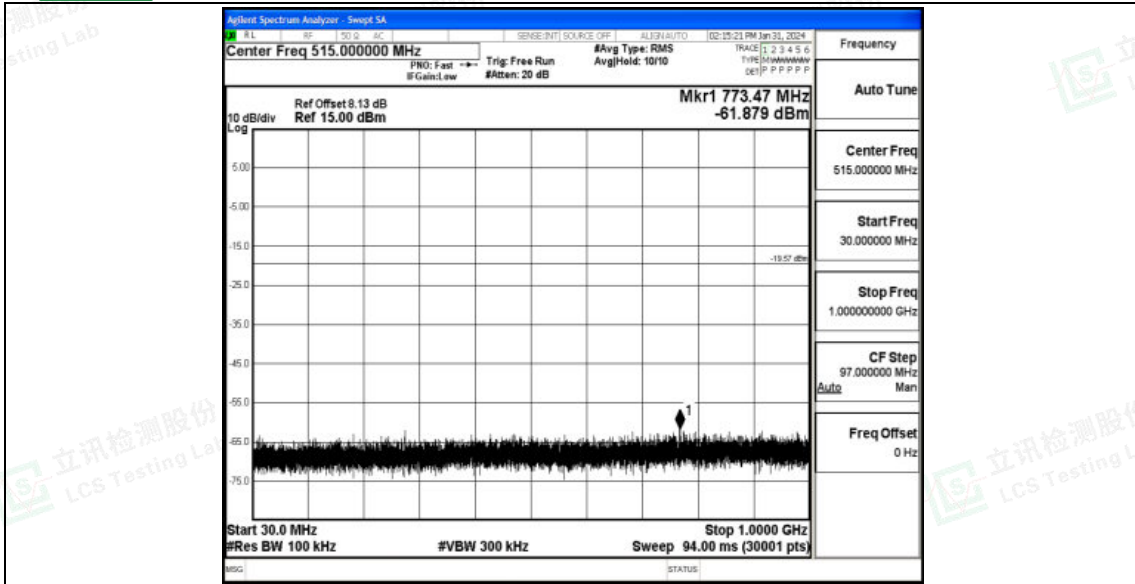 Agilent Spectrum Analyzer - Swept SA
RL RF 50 Ω AC SENSE:INT SOURCE OFF ALIGNAUTO 02:15:21 PM Jan 31, 2024
Center Freq 515.000000 MHz
PNO: Fast
IFGain:Low
Trig: Free Run
#Atten: 20 dB
#Avg Type: RMS
Avg|Hold: 10/10
TRACE 1 2 3 4 5 6
TYPE M
DET P P P P P P
Frequency
Auto Tune
Center Freq
515.000000 MHz
Start Freq
30.000000 MHz
Stop Freq
1.000000000 GHz
CF Step
97.000000 MHz
Auto Man
Freq Offset
0 Hz
Mkr1 773.47 MHz
-61.879 dBm
Ref Offset 8.13 dB
10 dB/div Ref 15.00 dBm
Log
5.00
-5.00
-15.0
-19.57 dBm
-25.0
-35.0
-45.0
-55.0
1
-65.0
-75.0
Start 30.0 MHz Stop 1.0000 GHz
#Res BW 100 kHz #VBW 300 kHz Sweep 94.00 ms (30001 pts)
MSG STATUS
立讯检测股份
LCS Testing Lab
立讯检测股份
LCS Testing L